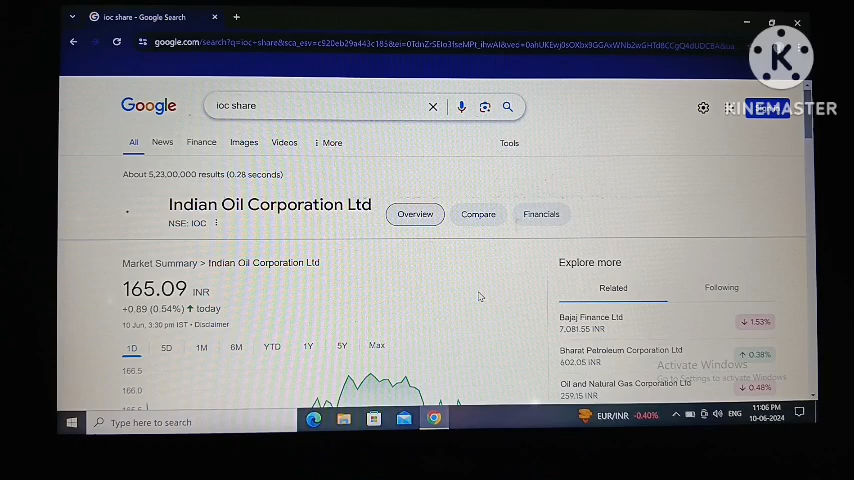 ioc share - Google Search
google.com/search?q=ioc+share&sca_esv=c920eb29a443c185&ei=
K
KINEMASTER
Google
ioc share
All
News
Finance
Images
Videos
More
Tools
About 5,23,00,000 results (0.28 seconds)
Indian Oil Corporation Ltd
NSE: IOC
Overview
Compare
Financials
Market Summary > Indian Oil Corporation Ltd
165.09 INR
+0.89 (0.54%) ↑ today
10 Jun, 3:30 pm IST • Disclaimer
1D
5D
1M
6M
YTD
1Y
5Y
Max
166.5
166.0
165.5
Explore more
Related
Following
Bajaj Finance Ltd
7,081.55 INR
↓ 1.53%
Bharat Petroleum Corporation Ltd
602.05 INR
↑ 0.38%
Oil and Natural Gas Corporation Ltd
259.15 INR
↓ 0.48%
Activate Windows
Go to Settings to activate Windows.
Type here to search
EUR/INR -0.40%
ENG
11:06 PM
10-06-2024